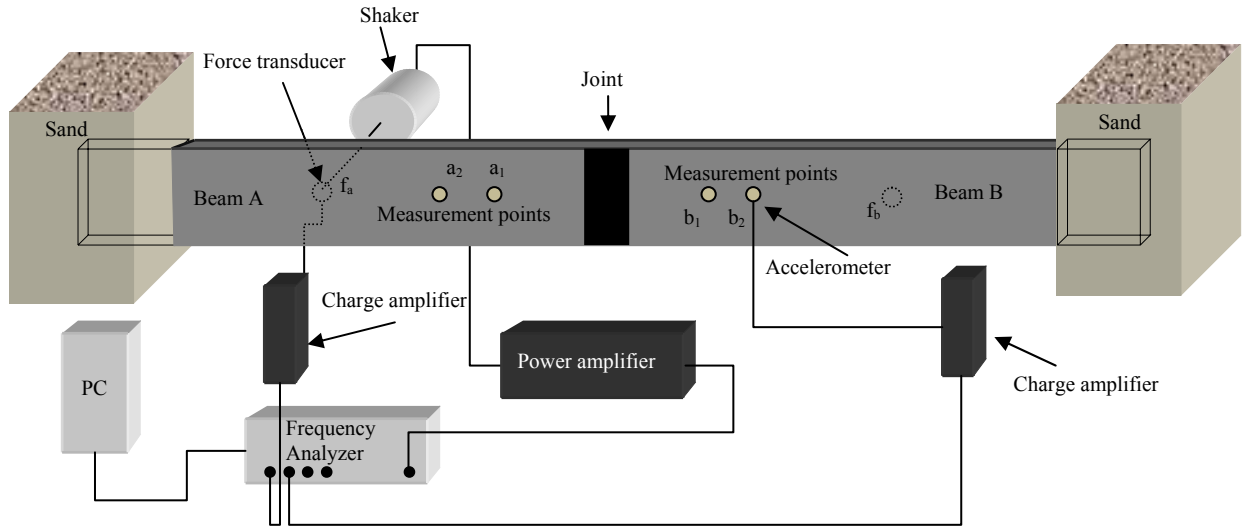 Shaker
Force transducer
Joint
Sand
Sand
a₂
a₁
Measurement points
fₐ
Beam A
Beam B
Measurement points
b₁
b₂
f_b
Accelerometer
Charge amplifier
Power amplifier
PC
Charge amplifier
Frequency
Analyzer